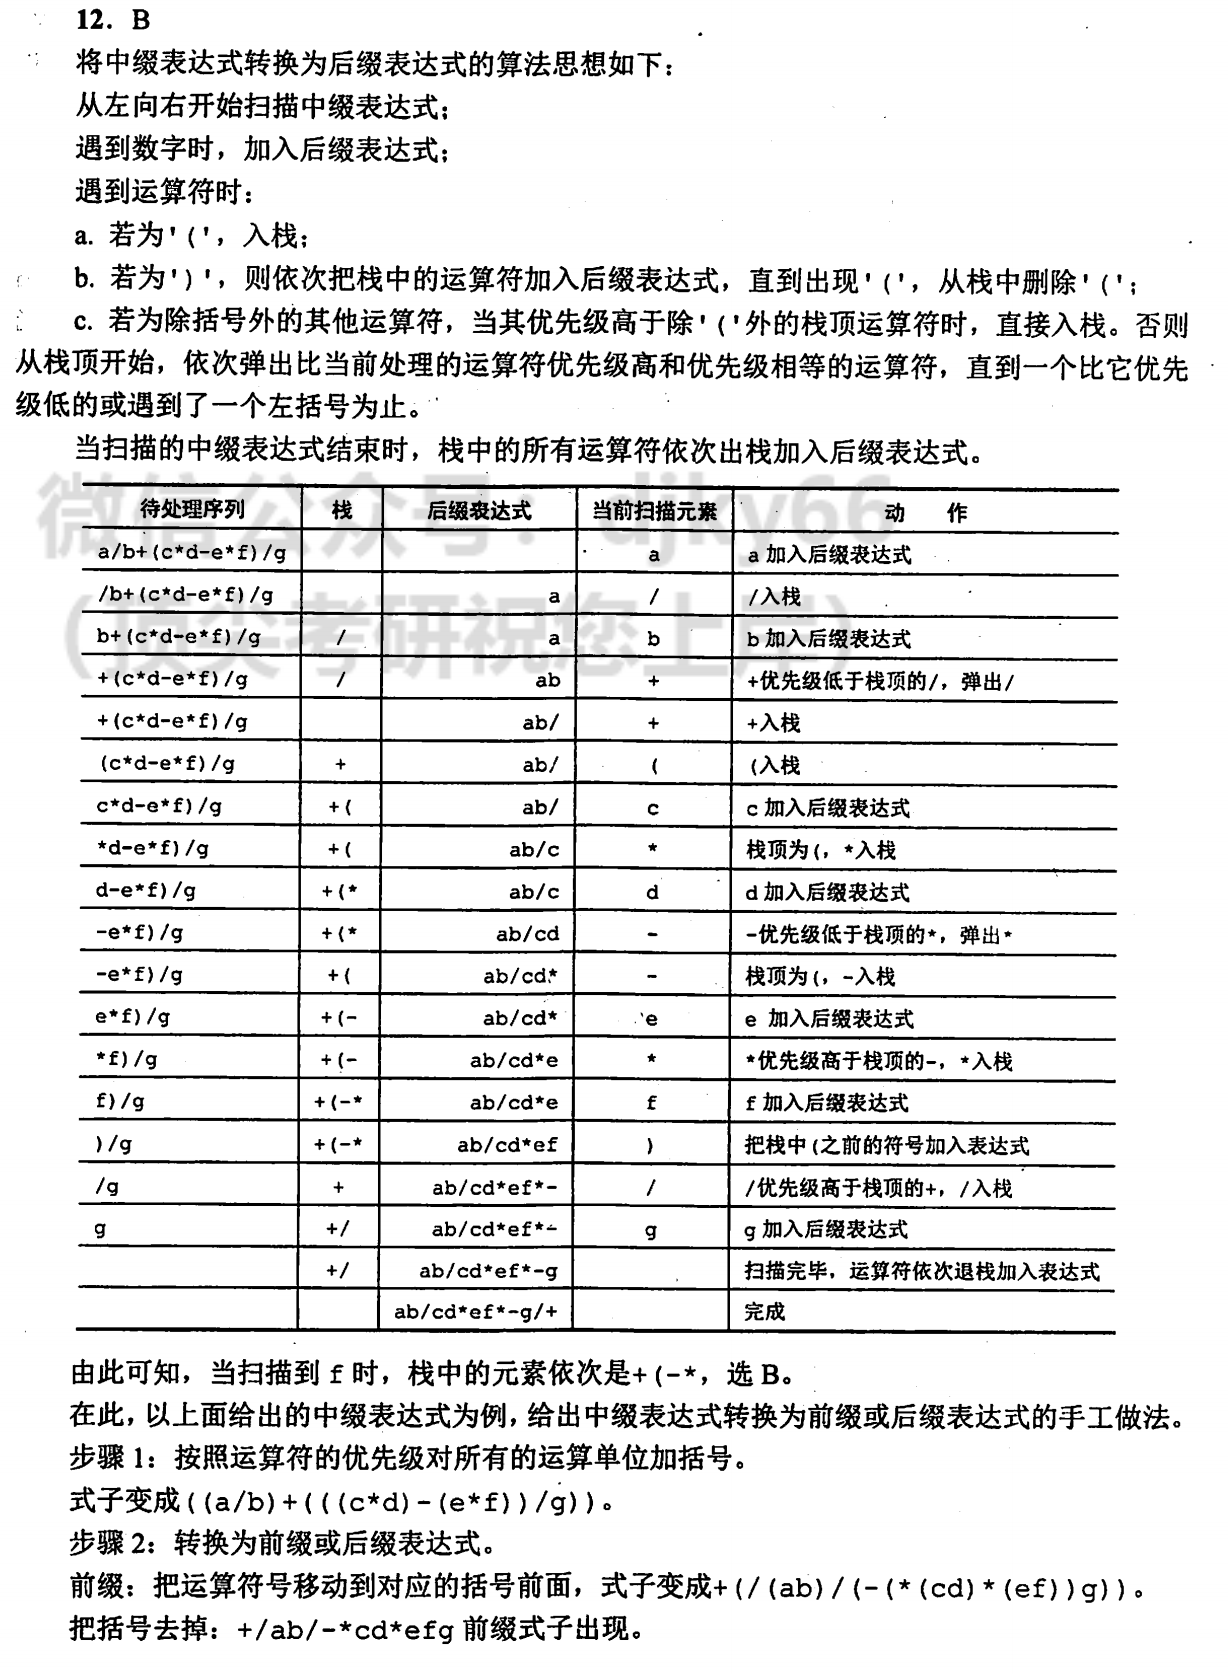 12. B
将中缀表达式转换为后缀表达式的算法思想如下：
从左向右开始扫描中缀表达式；
遇到数字时，加入后缀表达式；
遇到运算符时：
a. 若为'('，入栈；
b. 若为')'，则依次把栈中的运算符加入后缀表达式，直到出现'('，从栈中删除'('；
c. 若为除括号外的其他运算符，当其优先级高于除'('外的栈顶运算符时，直接入栈。否则
从栈顶开始，依次弹出比当前处理的运算符优先级高和优先级相等的运算符，直到一个比它优先
级低的或遇到了一个左括号为止。
当扫描的中缀表达式结束时，栈中的所有运算符依次出栈加入后缀表达式。
微信公众号：djky66
（顶尖考研祝您上岸）
待处理序列 栈 后缀表达式 当前扫描元素 动 作
a/b+(c*d-e*f)/g a a 加入后缀表达式
/b+(c*d-e*f)/g a / /入栈
b+(c*d-e*f)/g / a b b 加入后缀表达式
+(c*d-e*f)/g / ab + +优先级低于栈顶的/，弹出/
+(c*d-e*f)/g ab/ + +入栈
(c*d-e*f)/g + ab/ ( (入栈
c*d-e*f)/g +( ab/ c c 加入后缀表达式
*d-e*f)/g +( ab/c * 栈顶为(，*入栈
d-e*f)/g +(* ab/c d d 加入后缀表达式
-e*f)/g +(* ab/cd - -优先级低于栈顶的*，弹出*
-e*f)/g +( ab/cd* - 栈顶为(，-入栈
e*f)/g +(- ab/cd* e e 加入后缀表达式
*f)/g +(- ab/cd*e * *优先级高于栈顶的-，*入栈
f)/g +(-* ab/cd*e f f 加入后缀表达式
)/g +(-* ab/cd*ef ) 把栈中(之前的符号加入表达式
/g + ab/cd*ef*- / /优先级高于栈顶的+，/入栈
g +/ ab/cd*ef*- g g 加入后缀表达式
+/ ab/cd*ef*-g 扫描完毕，运算符依次退栈加入表达式
ab/cd*ef*-g/+ 完成
由此可知，当扫描到 f 时，栈中的元素依次是+(-*，选 B。
在此，以上面给出的中缀表达式为例，给出中缀表达式转换为前缀或后缀表达式的手工做法。
步骤 1：按照运算符的优先级对所有的运算单位加括号。
式子变成((a/b)+(((c*d)-(e*f))/g))。
步骤 2：转换为前缀或后缀表达式。
前缀：把运算符号移动到对应的括号前面，式子变成+(/(ab)/(-(*(cd)*(ef))g))。
把括号去掉：+/ab/-*cd*efg 前缀式子出现。